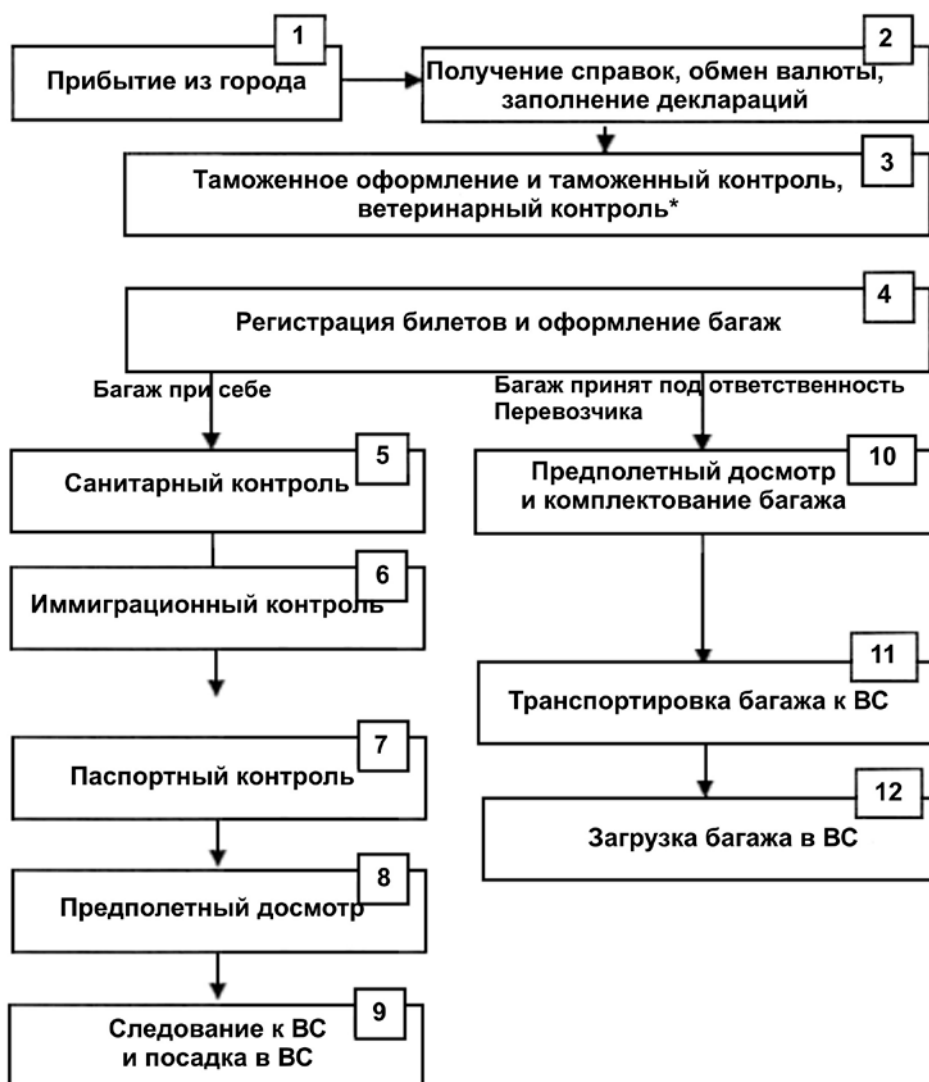 1
Прибытие из города
2
Получение справок, обмен валюты,
заполнение деклараций
3
Таможенное оформление и таможенный контроль,
ветеринарный контроль*
4
Регистрация билетов и оформление багаж
Багаж при себе
Багаж принят под ответственность
Перевозчика
5
Санитарный контроль
6
Иммиграционный контроль
7
Паспортный контроль
8
Предполетный досмотр
9
Следование к ВС
и посадка в ВС
10
Предполетный досмотр
и комплектование багажа
11
Транспортировка багажа к ВС
12
Загрузка багажа в ВС